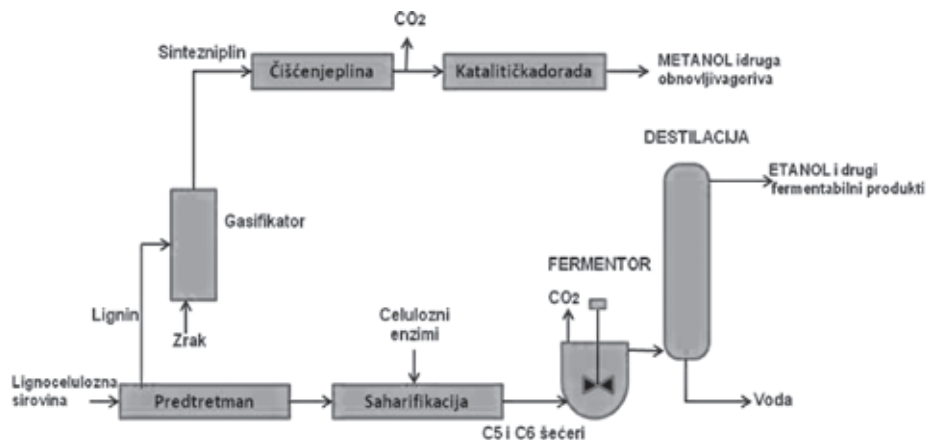 CO2
Sintezniplin
Čišćenjeplina
Katalitičkadorada
METANOL idruga
obnovljivagoriva
DESTILACIJA
ETANOL i drugi
fermentabilni produkti
Gasifikator
FERMENTOR
CO2
Lignin
Zrak
Celulozni
enzimi
Lignocelulozna
sirovina
Predtretman
Saharifikacija
C5 i C6 šećeri
Voda